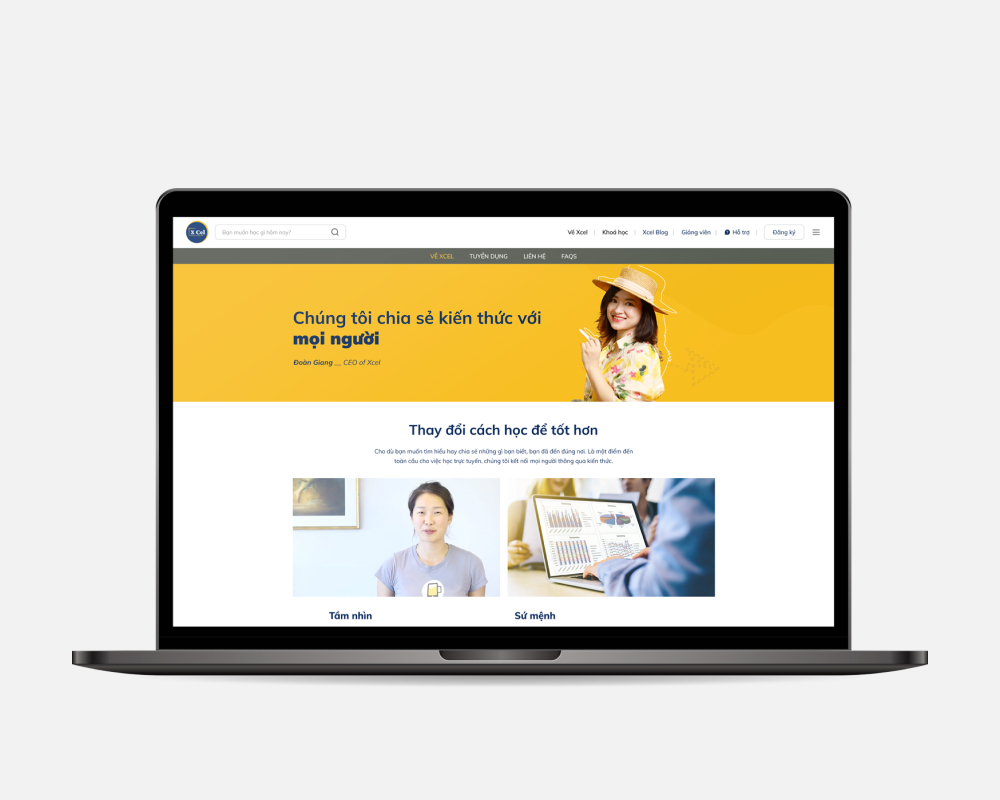 X Cel
Bạn muốn học gì hôm nay?
Về Xcel
Khoá học
Xcel Blog
Giảng viên
Hỗ trợ
Đăng ký
VỀ XCEL
TUYỂN DỤNG
LIÊN HỆ
FAQS
Chúng tôi chia sẻ kiến thức với
mọi người
Đoàn Giang __ CEO of Xcel
Thay đổi cách học để tốt hơn
Cho dù bạn muốn tìm hiểu hay chia sẻ những gì bạn biết, bạn đã đến đúng nơi. Là một điểm đến
toàn cầu cho việc học trực tuyến, chúng tôi kết nối mọi người thông qua kiến thức.
Tầm nhìn
Sứ mệnh